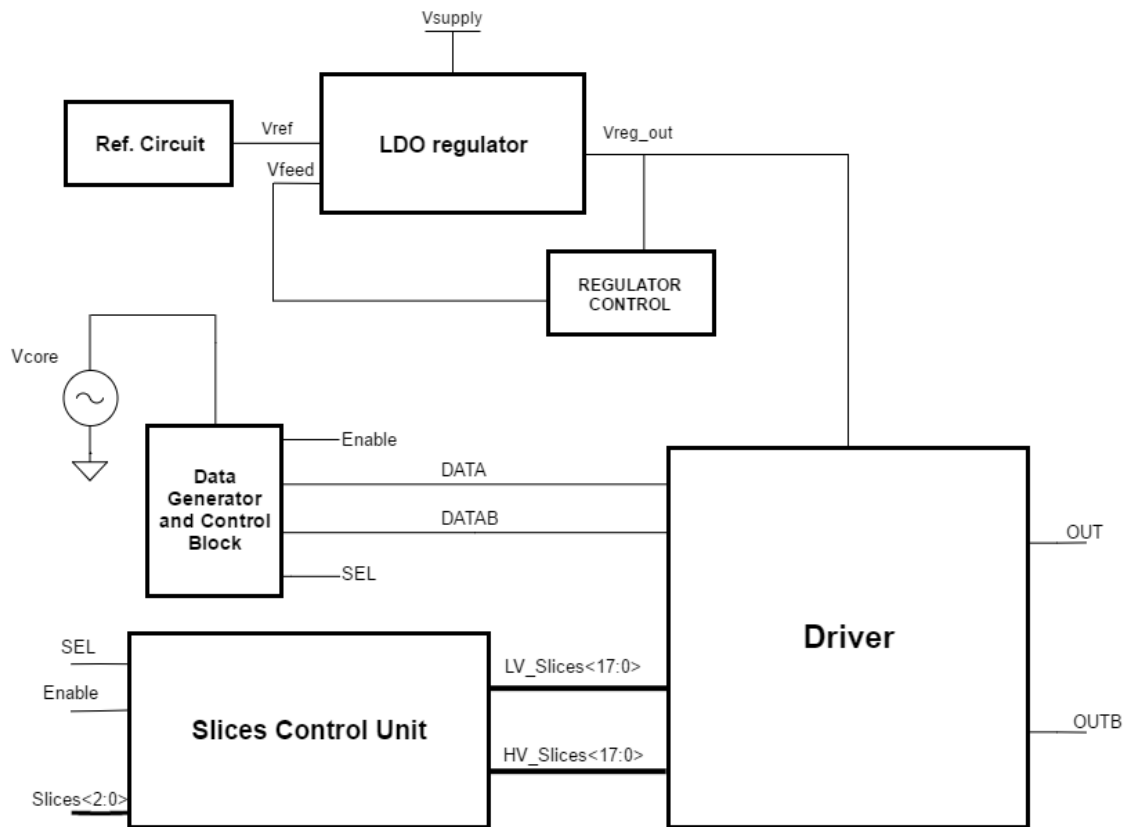 Vsupply
Ref. Circuit
Vref
LDO regulator
Vreg_out
Vfeed
REGULATOR
CONTROL
Vcore
Enable
Data
Generator
and Control
Block
DATA
DATAB
SEL
OUT
Driver
SEL
Enable
Slices Control Unit
Slices<2:0>
LV_Slices<17:0>
HV_Slices<17:0>
OUTB